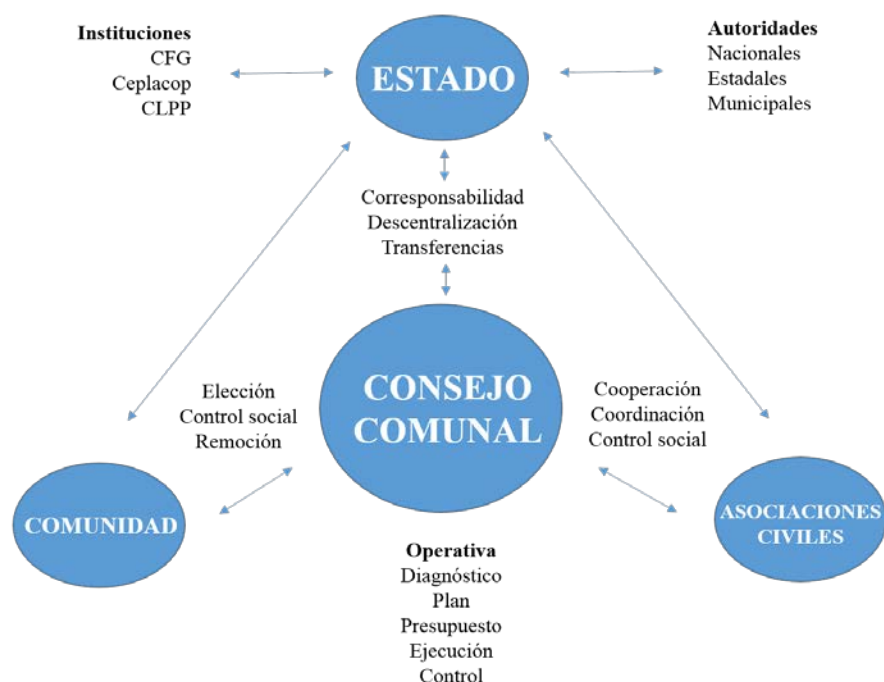 Instituciones
CFG
Ceplacop
CLPP
ESTADO
Autoridades
Nacionales
Estadales
Municipales
Corresponsabilidad
Descentralización
Transferencias
Elección
Control social
Remoción
CONSEJO
COMUNAL
Cooperación
Coordinación
Control social
COMUNIDAD
ASOCIACIONES
CIVILES
Operativa
Diagnóstico
Plan
Presupuesto
Ejecución
Control